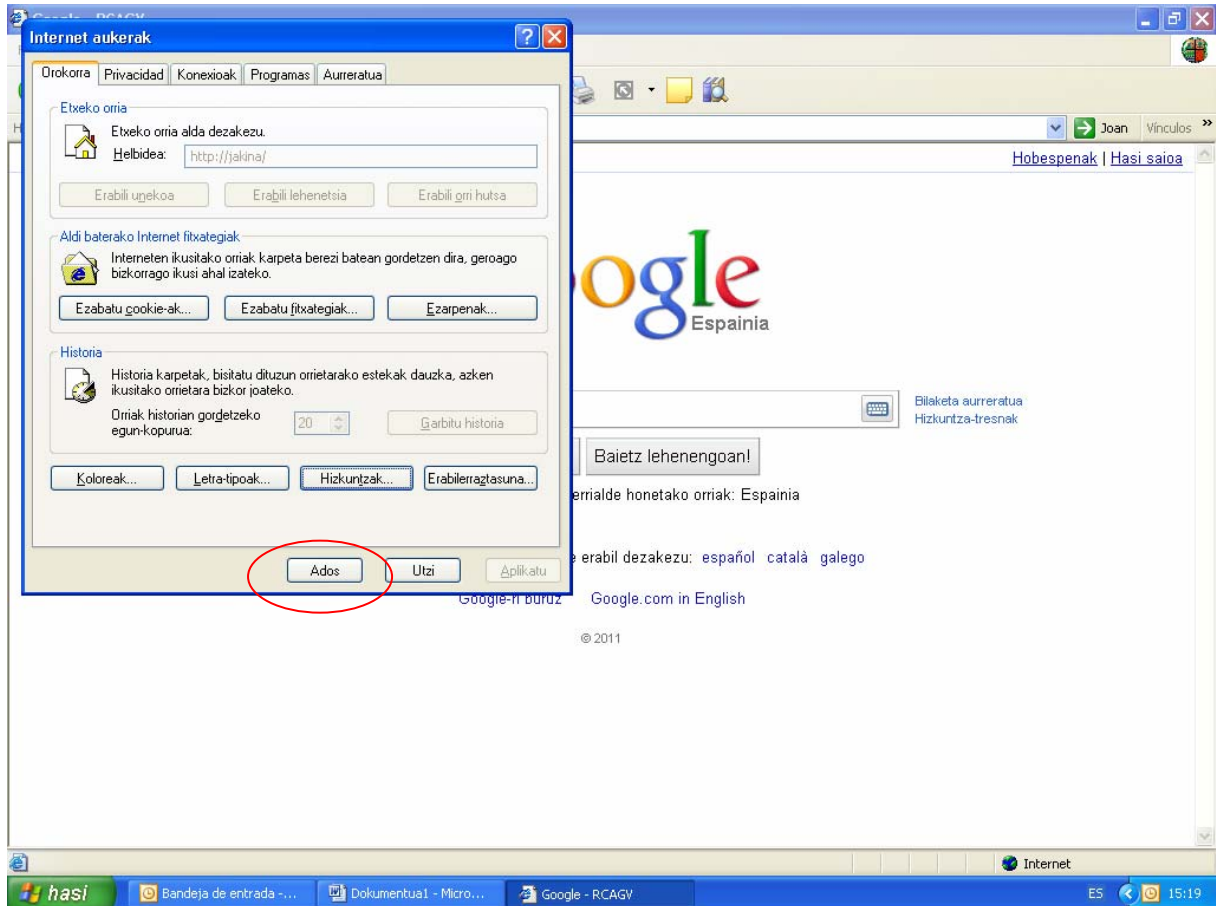 Google - RCAGV
Internet aukerak
Orokorra Privacidad Konexioak Programas Aurreratua
Etxeko orria
Etxeko orria alda dezakezu.
Helbidea: http://jakina/
Erabili unekoa Erabili lehenetsia Erabili orri hutsa
Aldi baterako Internet fitxategiak
Interneten ikusitako orriak karpeta berezi batean gordetzen dira, geroago
bizkorrago ikusi ahal izateko.
Ezabatu cookie-ak... Ezabatu fitxategiak... Ezarpenak...
Historia
Historia karpetak, bisitatu dituzun orrietarako estekak dauzka, azken
ikusitako orrietara bizkor joateko.
Orriak historian gordetzeko
egun-kopurua:
20 Garbitu historia
Koloreak... Letra-tipoak... Hizkuntzak... Erabilerraztasuna...
Ados Utzi Aplikatu
Joan Vínculos »
Hobespenak | Hasi saioa
ogle
Espainia
Bilaketa aurreratua
Hizkuntza-tresnak
Baietz lehenengoan!
errialde honetako orriak: Espainia
erabil dezakezu: español català galego
Google-ri buruz Google.com in English
© 2011
Internet
hasi Bandeja de entrada -... Dokumentua1 - Micro... Google - RCAGV ES 15:19